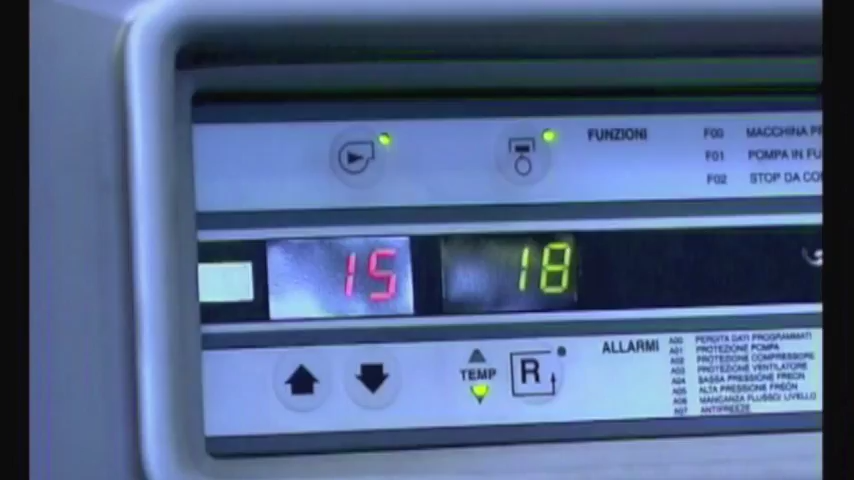 FUNZIONI
F00 MACCHINA
F01 POMPA IN FU
F02 STOP DA
15 18
TEMP
R
ALLARMI
A00 PERDITA DATI PROGRAMMATI
A01 PROTEZIONE POMPA
A02 PROTEZIONE COMPRESSORE
A03 PROTEZIONE VENTILATORE
A04 BASSA PRESSIONE FREON
A05 ALTA PRESSIONE FREON
A06 MANCANZA FLUSSO/ LIVELLO
A07 ANTIFREEZE